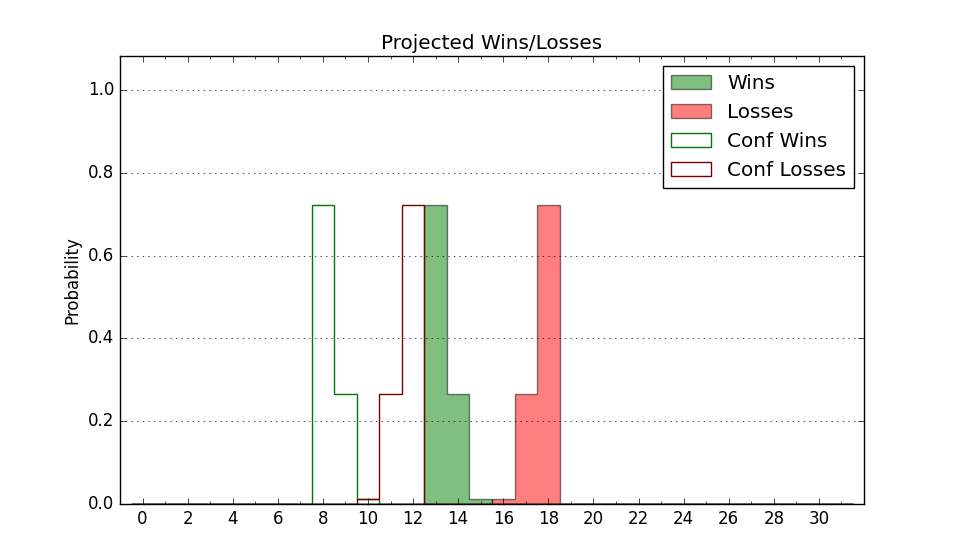 Projected Wins/Losses
Wins
Losses
Conf Wins
Conf Losses
Probability
1.0
0.8
0.6
0.4
0.2
0.0
0 2 4 6 8 10 12 14 16 18 20 22 24 26 28 30